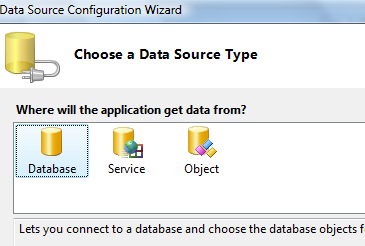 Data Source Configuration Wizard
Choose a Data Source Type
Where will the application get data from?
Database Service Object
Lets you connect to a database and choose the database objects